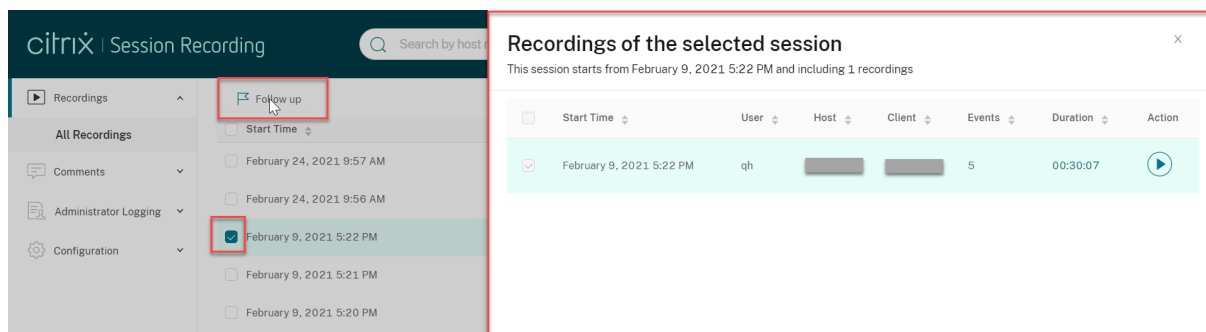 citrix | Session Recording
Search by host
Recordings
All Recordings
Comments
Administrator Logging
Configuration
Follow up
Start Time
February 24, 2021 9:57 AM
February 24, 2021 9:56 AM
February 9, 2021 5:22 PM
February 9, 2021 5:21 PM
February 9, 2021 5:20 PM
Recordings of the selected session
This session starts from February 9, 2021 5:22 PM and including 1 recordings
Start Time User Host Client Events Duration Action
February 9, 2021 5:22 PM qh 5 00:30:07